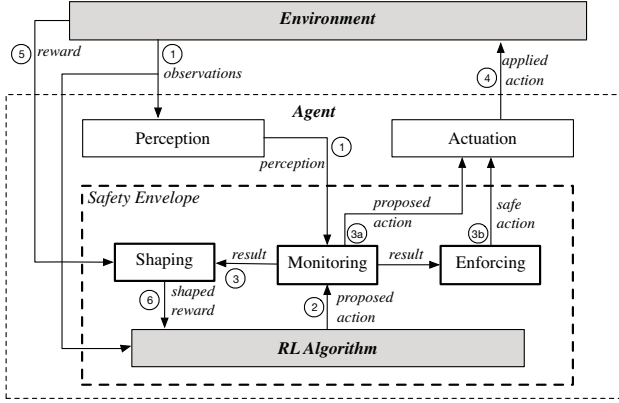 Environment
5
reward
1
observations
4
applied
action
Agent
Perception
Actuation
1
perception
Safety Envelope
proposed
action
3a
safe
action
3b
Shaping
result
3
Monitoring
result
Enforcing
6
shaped
reward
2
proposed
action
RL Algorithm